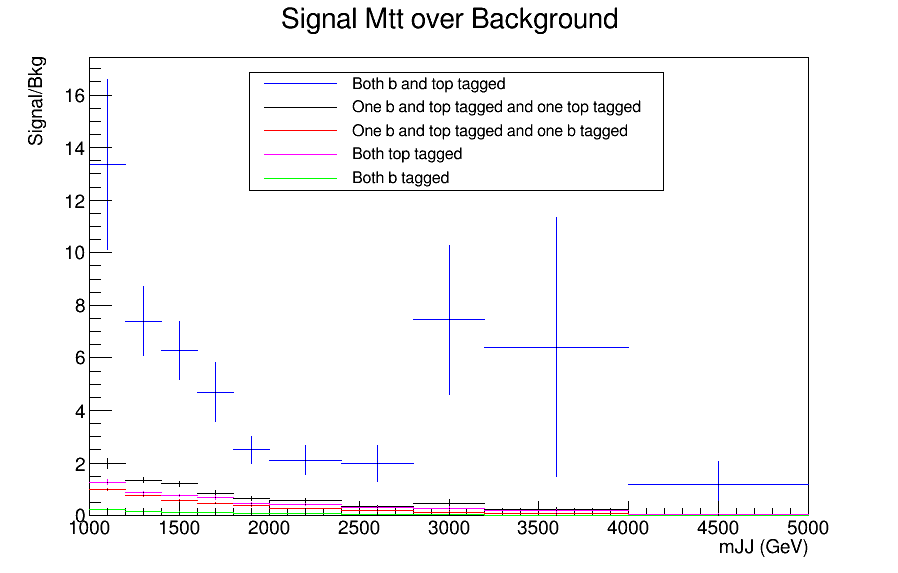 Signal Mtt over Background
Signal/Bkg
Both b and top tagged
One b and top tagged and one top tagged
One b and top tagged and one b tagged
Both top tagged
Both b tagged
16
14
12
10
8
6
4
2
0
1000 1500 2000 2500 3000 3500 4000 4500 5000
mJJ (GeV)